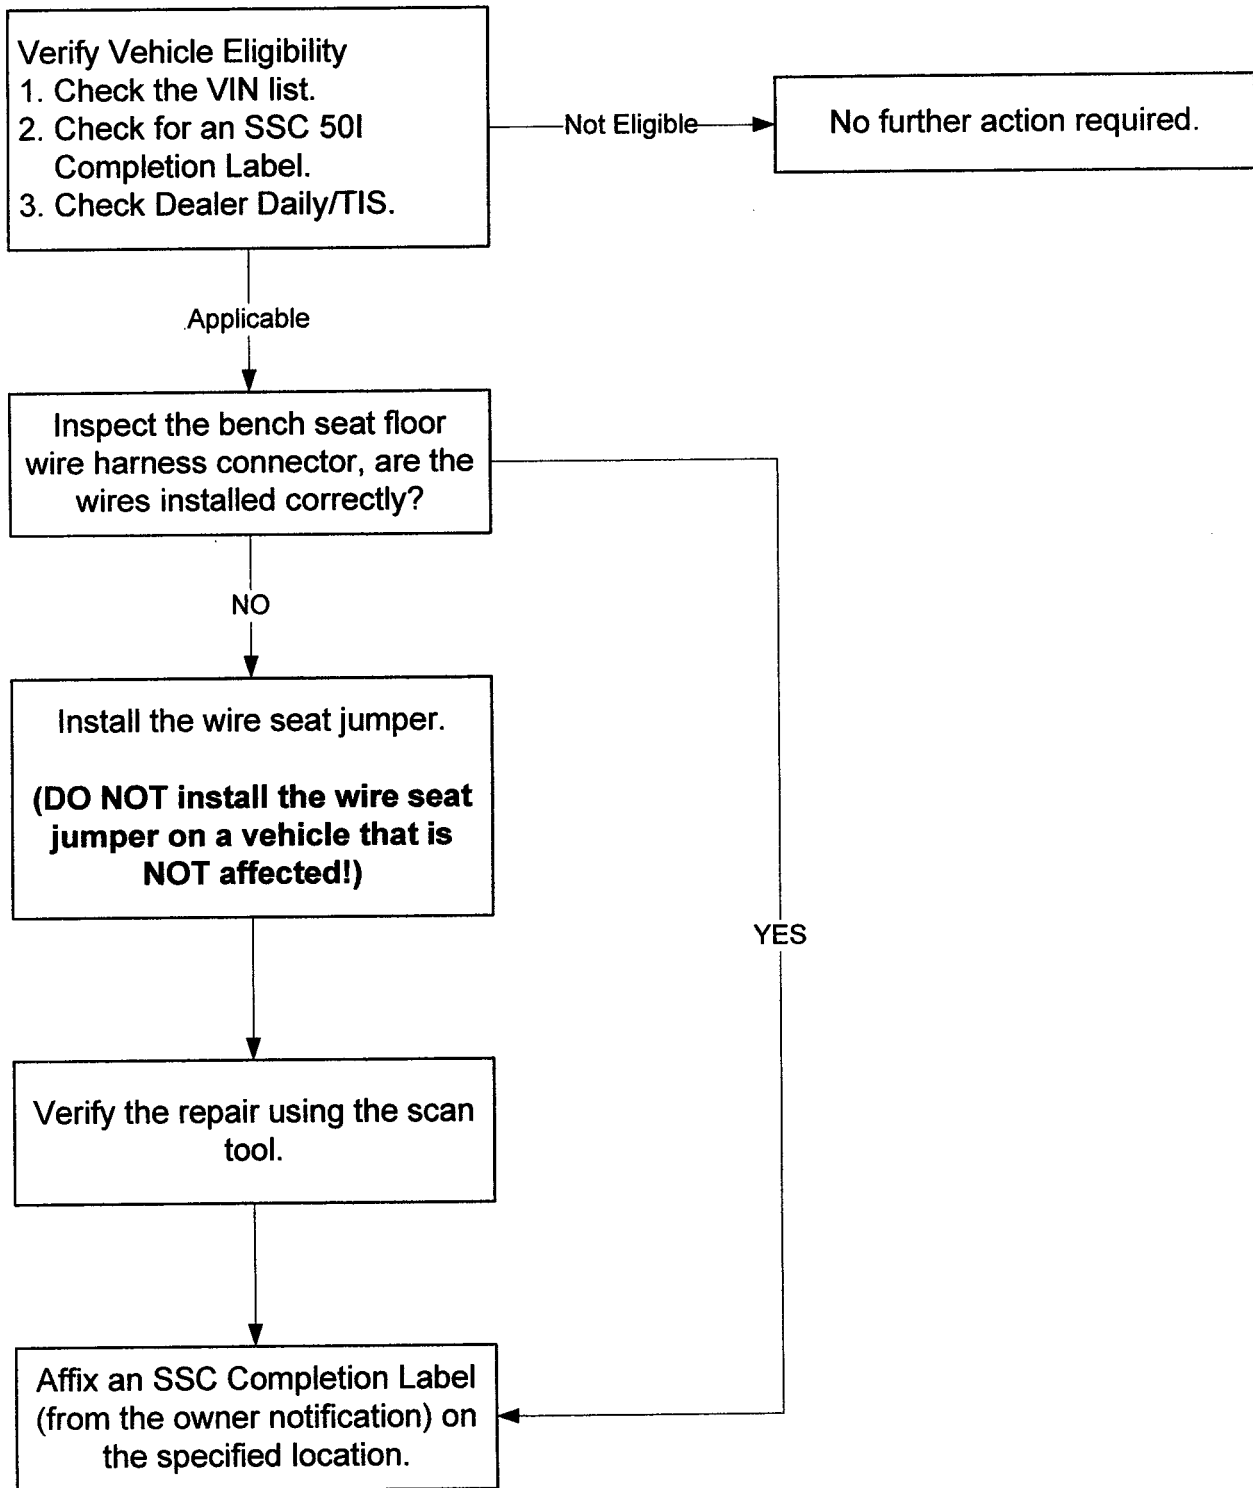 Verify Vehicle Eligibility
1. Check the VIN list.
2. Check for an SSC 50I
Completion Label.
3. Check Dealer Daily/TIS.
Not Eligible
No further action required.
Applicable
Inspect the bench seat floor
wire harness connector, are the
wires installed correctly?
NO
Install the wire seat jumper.
(DO NOT install the wire seat
jumper on a vehicle that is
NOT affected!)
YES
Verify the repair using the scan
tool.
Affix an SSC Completion Label
(from the owner notification) on
the specified location.